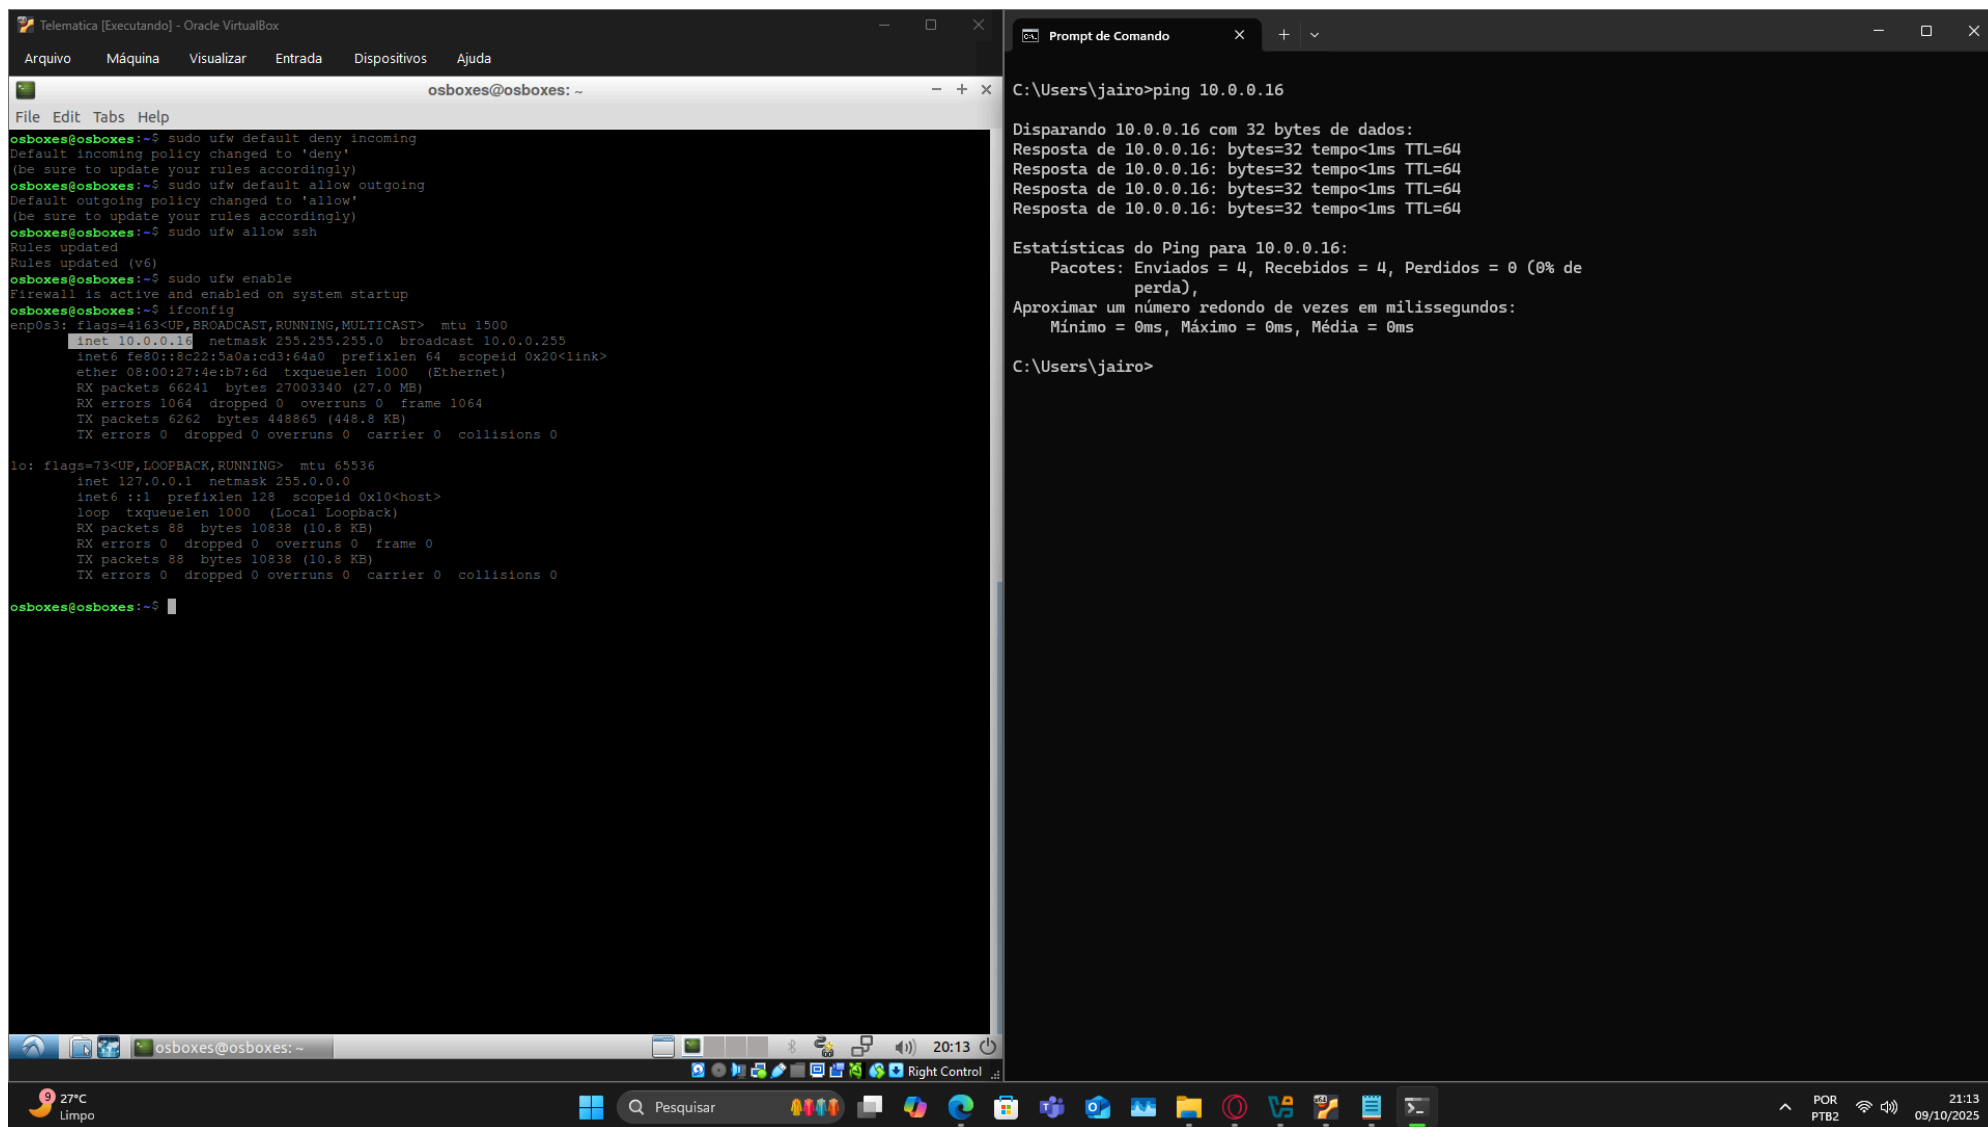 Telematica [Executando] - Oracle VirtualBox
Arquivo Máquina Visualizar Entrada Dispositivos Ajuda
osboxes@osboxes: ~
File Edit Tabs Help
osboxes@osboxes:~$ sudo ufw default deny incoming
Default incoming policy changed to 'deny'
(be sure to update your rules accordingly)
osboxes@osboxes:~$ sudo ufw default allow outgoing
Default outgoing policy changed to 'allow'
(be sure to update your rules accordingly)
osboxes@osboxes:~$ sudo ufw allow ssh
Rules updated
Rules updated (v6)
osboxes@osboxes:~$ sudo ufw enable
Firewall is active and enabled on system startup
osboxes@osboxes:~$ ifconfig
enp0s3: flags=4163<UP,BROADCAST,RUNNING,MULTICAST>  mtu 1500
inet 10.0.0.16  netmask 255.255.255.0  broadcast 10.0.0.255
inet6 fe80::8c22:5a0a:cd3:64a0  prefixlen 64  scopeid 0x20<link>
ether 08:00:27:4e:b7:6d  txqueuelen 1000  (Ethernet)
RX packets 66241  bytes 27003340 (27.0 MB)
RX errors 1064  dropped 0  overruns 0  frame 1064
TX packets 6262  bytes 448865 (448.8 KB)
TX errors 0  dropped 0 overruns 0  carrier 0  collisions 0
lo: flags=73<UP,LOOPBACK,RUNNING>  mtu 65536
inet 127.0.0.1  netmask 255.0.0.0
inet6 ::1  prefixlen 128  scopeid 0x10<host>
loop  txqueuelen 1000  (Local Loopback)
RX packets 88  bytes 10838 (10.8 KB)
RX errors 0  dropped 0  overruns 0  frame 0
TX packets 88  bytes 10838 (10.8 KB)
TX errors 0  dropped 0 overruns 0  carrier 0  collisions 0
osboxes@osboxes:~$
osboxes@osboxes: ~
20:13
Right Control
Prompt de Comando
C:\Users\jairo>ping 10.0.0.16
Disparando 10.0.0.16 com 32 bytes de dados:
Resposta de 10.0.0.16: bytes=32 tempo<1ms TTL=64
Resposta de 10.0.0.16: bytes=32 tempo<1ms TTL=64
Resposta de 10.0.0.16: bytes=32 tempo<1ms TTL=64
Resposta de 10.0.0.16: bytes=32 tempo<1ms TTL=64
Estatísticas do Ping para 10.0.0.16:
Pacotes: Enviados = 4, Recebidos = 4, Perdidos = 0 (0% de
perda),
Aproximar um número redondo de vezes em milissegundos:
Mínimo = 0ms, Máximo = 0ms, Média = 0ms
C:\Users\jairo>
9
27°C
Limpo
Pesquisar
POR
PTB2
21:13
09/10/2025